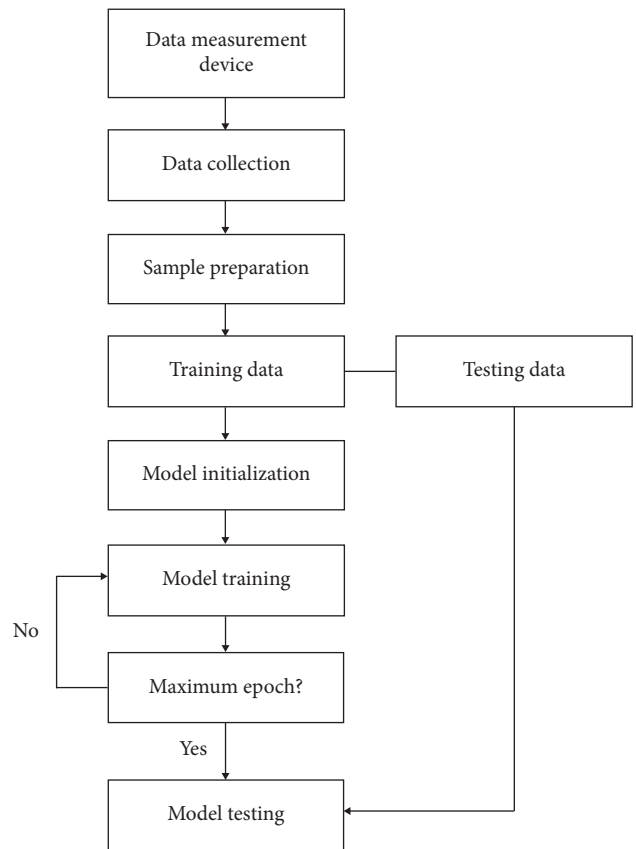 Data measurement
device
Data collection
Sample preparation
Training data
Testing data
Model initialization
Model training
No
Maximum epoch?
Yes
Model testing